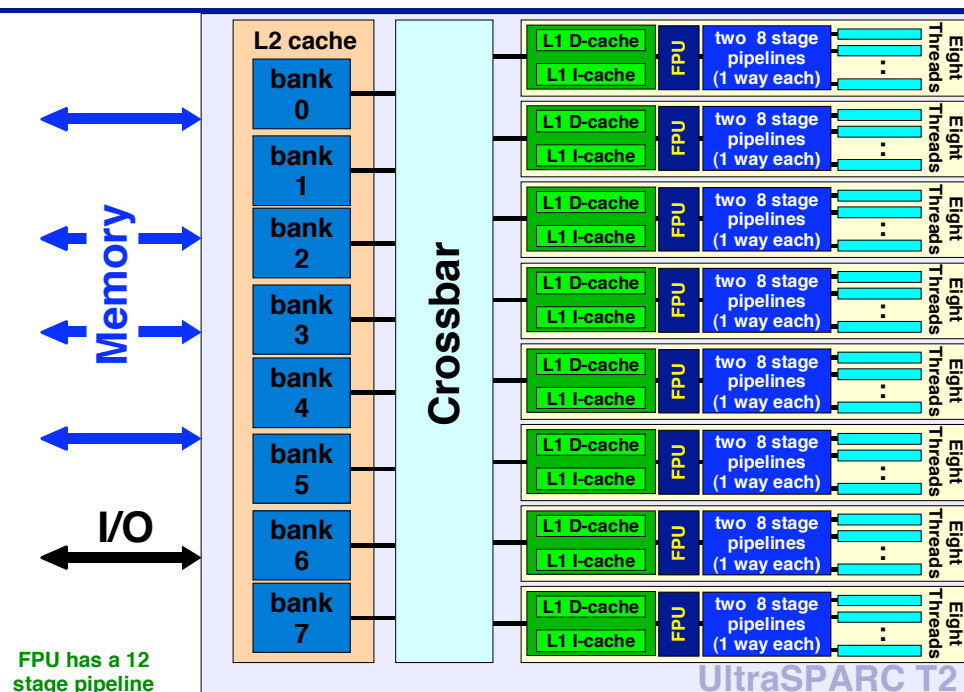 L2 cache
bank
0
bank
1
bank
2
bank
3
bank
4
bank
5
bank
6
bank
7
Memory
I/O
FPU has a 12
stage pipeline
Crossbar
L1 D-cache
L1 I-cache
FPU
two 8 stage
pipelines
(1 way each)
:
Eight
Threads
L1 D-cache
L1 I-cache
FPU
two 8 stage
pipelines
(1 way each)
:
Eight
Threads
L1 D-cache
L1 I-cache
FPU
two 8 stage
pipelines
(1 way each)
:
Eight
Threads
L1 D-cache
L1 I-cache
FPU
two 8 stage
pipelines
(1 way each)
:
Eight
Threads
L1 D-cache
L1 I-cache
FPU
two 8 stage
pipelines
(1 way each)
:
Eight
Threads
L1 D-cache
L1 I-cache
FPU
two 8 stage
pipelines
(1 way each)
:
Eight
Threads
L1 D-cache
L1 I-cache
FPU
two 8 stage
pipelines
(1 way each)
:
Eight
Threads
L1 D-cache
L1 I-cache
FPU
two 8 stage
pipelines
(1 way each)
:
Eight
Threads
UltraSPARC T2